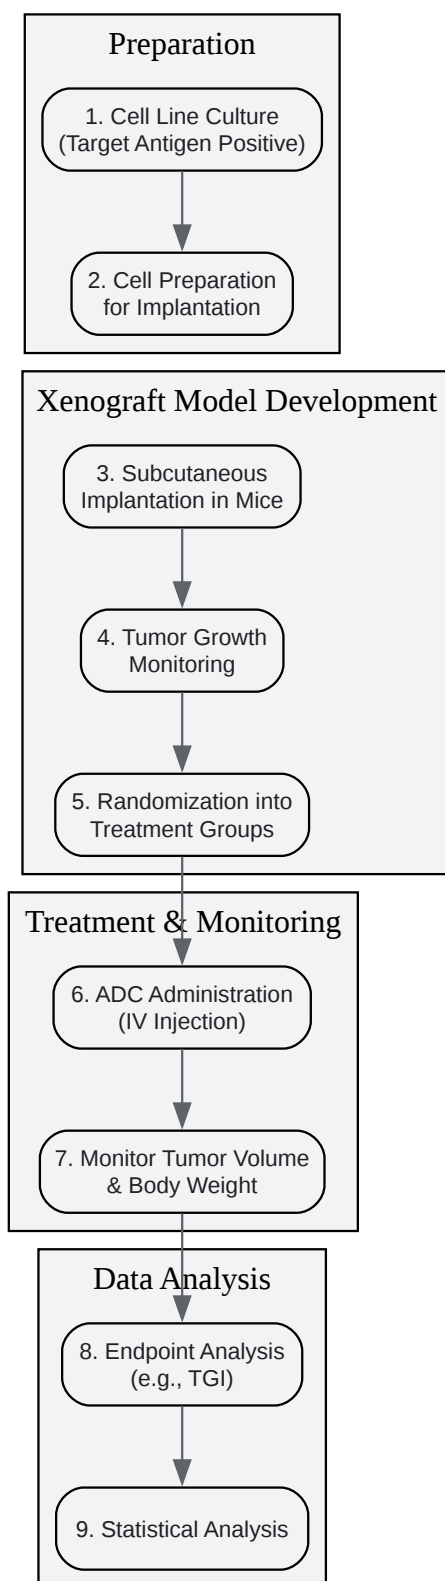 Preparation
1. Cell Line Culture
(Target Antigen Positive)
2. Cell Preparation
for Implantation
Xenograft Model Development
3. Subcutaneous
Implantation in Mice
4. Tumor Growth
Monitoring
5. Randomization into
Treatment Groups
Treatment & Monitoring
6. ADC Administration
(IV Injection)
7. Monitor Tumor Volume
& Body Weight
Data Analysis
8. Endpoint Analysis
(e.g., TGI)
9. Statistical Analysis